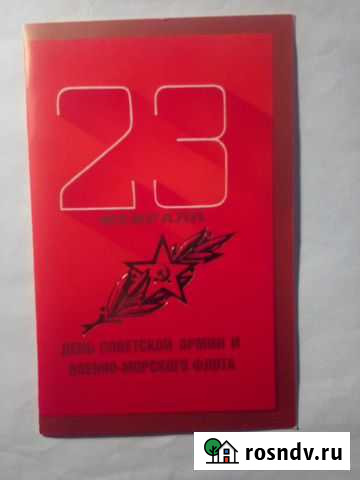 23
ФЕВРАЛЯ
ДЕНЬ СОВЕТСКОЙ АРМИИ И
ВОЕННО-МОРСКОГО ФЛОТА
rosndv.ru